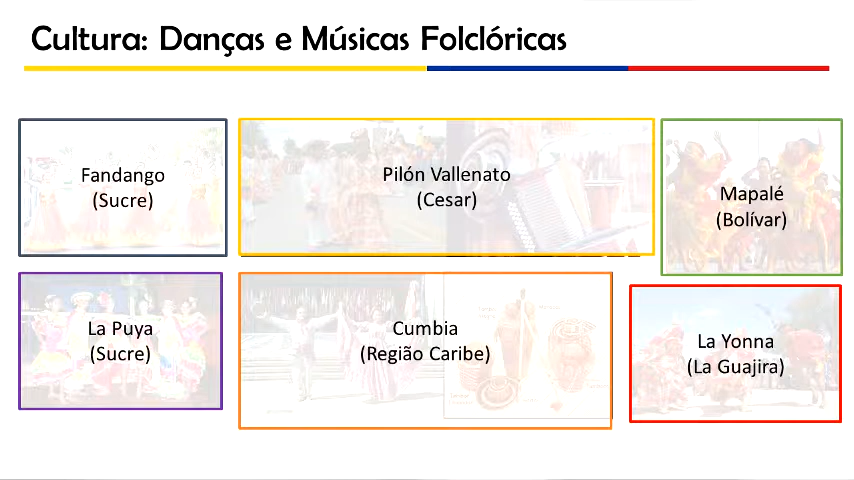 Cultura: Danças e Músicas Folclóricas
Fandango
(Sucre)
Pilón Vallenato
(Cesar)
Mapalé
(Bolívar)
La Puya
(Sucre)
Cumbia
(Região Caribe)
La Yonna
(La Guajira)